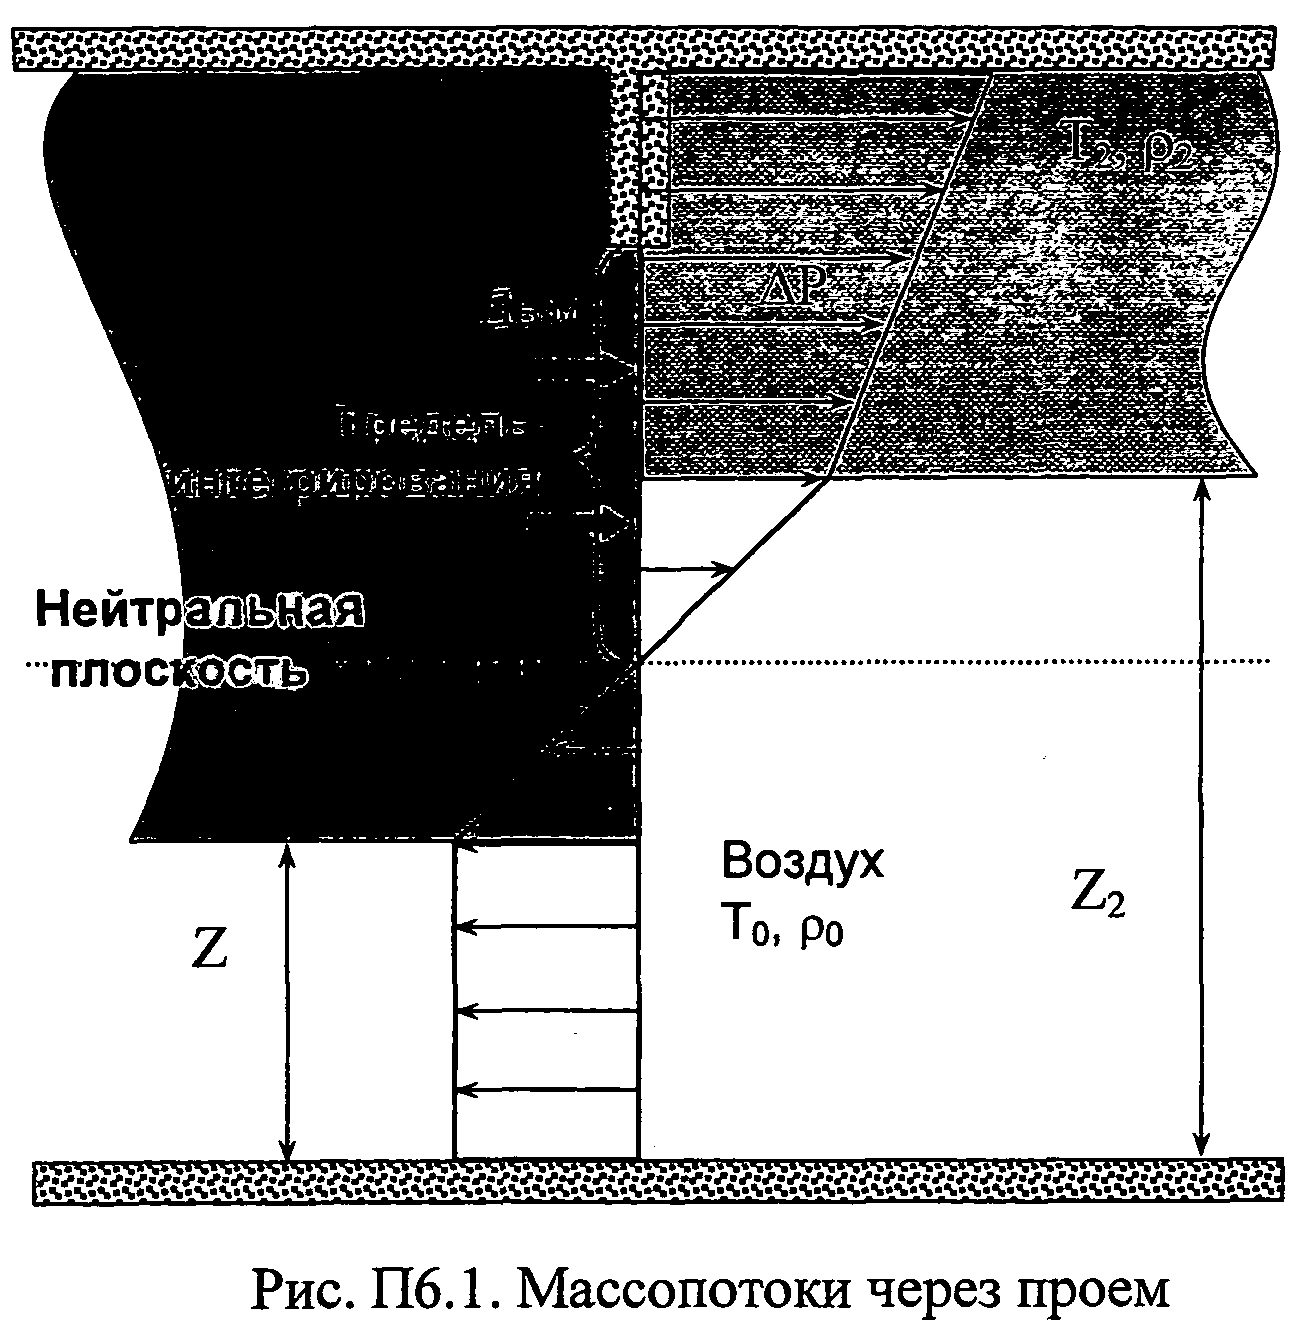 T₂, ρ₂
ΔP
Дым
Пределы
интегрирования
Нейтральная
плоскость
Воздух
T₀, ρ₀
Z
Z₂
Рис. П6.1. Массопотоки через проем